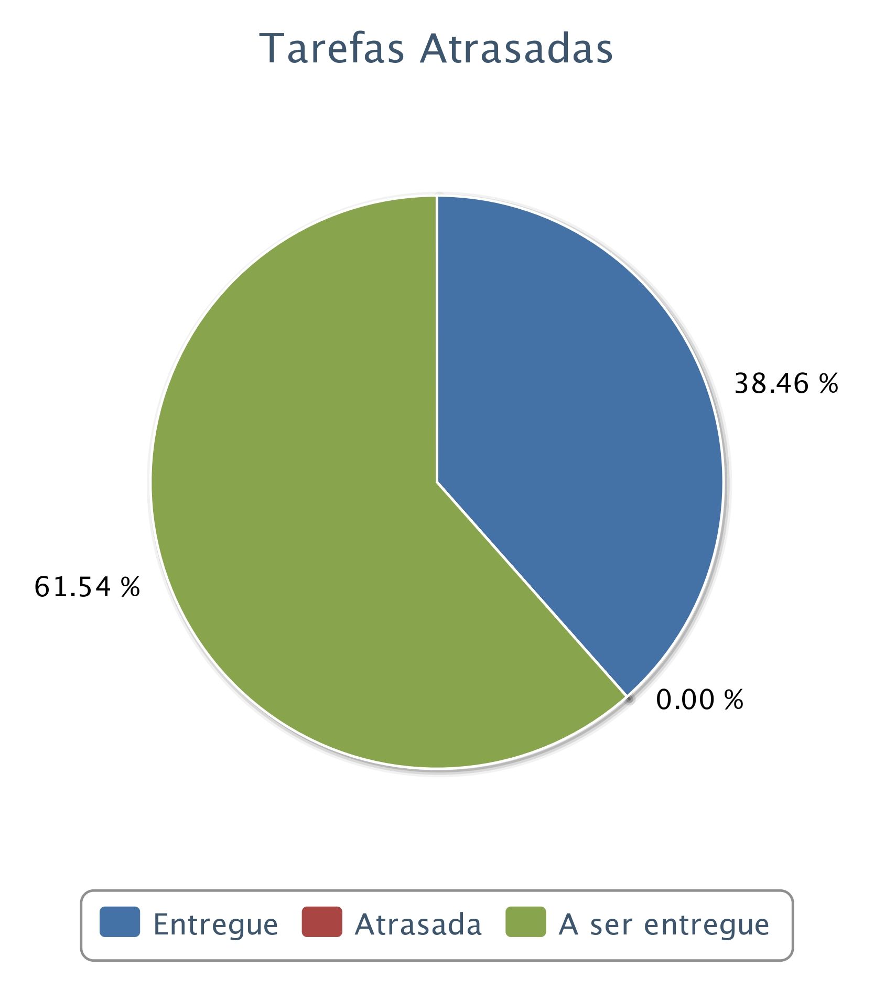 Tarefas Atrasadas
38.46 %
61.54 %
0.00 %
Entregue Atrasada A ser entregue